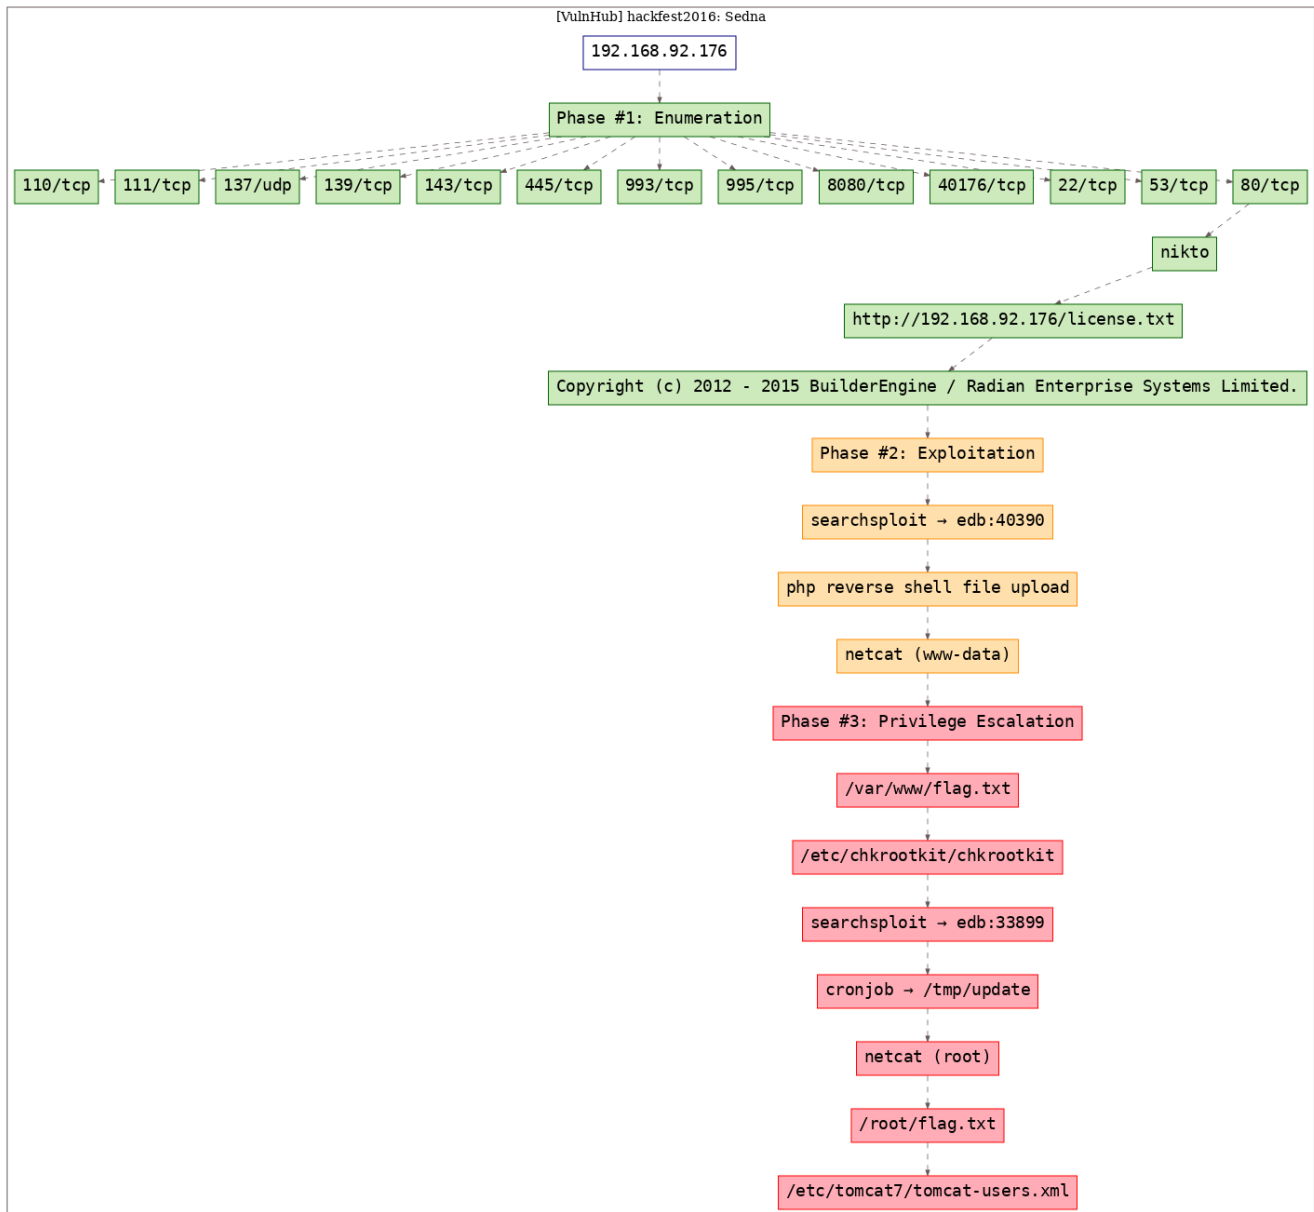 [VulnHub] hackfest2016: Sedna
192.168.92.176
Phase #1: Enumeration
110/tcp
111/tcp
137/udp
139/tcp
143/tcp
445/tcp
993/tcp
995/tcp
8080/tcp
40176/tcp
22/tcp
53/tcp
80/tcp
nikto
http://192.168.92.176/license.txt
Copyright (c) 2012 - 2015 BuilderEngine / Radian Enterprise Systems Limited.
Phase #2: Exploitation
searchsploit → edb:40390
php reverse shell file upload
netcat (www-data)
Phase #3: Privilege Escalation
/var/www/flag.txt
/etc/chkrootkit/chkrootkit
searchsploit → edb:33899
cronjob → /tmp/update
netcat (root)
/root/flag.txt
/etc/tomcat7/tomcat-users.xml